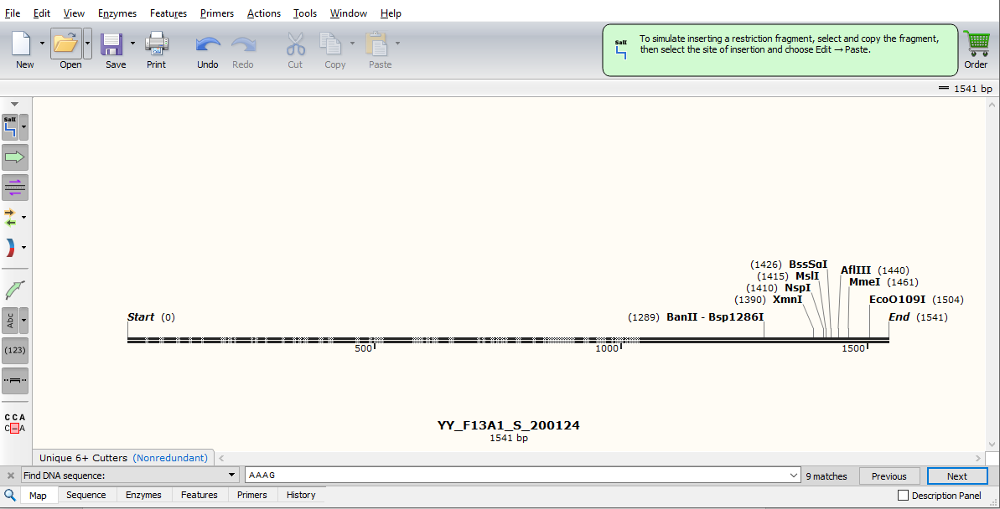 File Edit View Enzymes Features Primers Actions Tools Window Help
New Open Save Print Undo Redo Cut Copy Paste
SalI
To simulate inserting a restriction fragment, select and copy the fragment,
then select the site of insertion and choose Edit → Paste.
Order
1541 bp
SalI
(1426) BssSαI
AflIII (1440)
(1415) MslI
MmeI (1461)
(1410) NspI
(1390) XmnI
EcoO109I (1504)
Start (0)
(1289) BanII - Bsp1286I
End (1541)
Abc
500 1000 1500
(123)
CCA
C–A
YY_F13A1_S_200124
1541 bp
Unique 6+ Cutters (Nonredundant)
Find DNA sequence: AAAG 9 matches Previous Next
Map Sequence Enzymes Features Primers History Description Panel